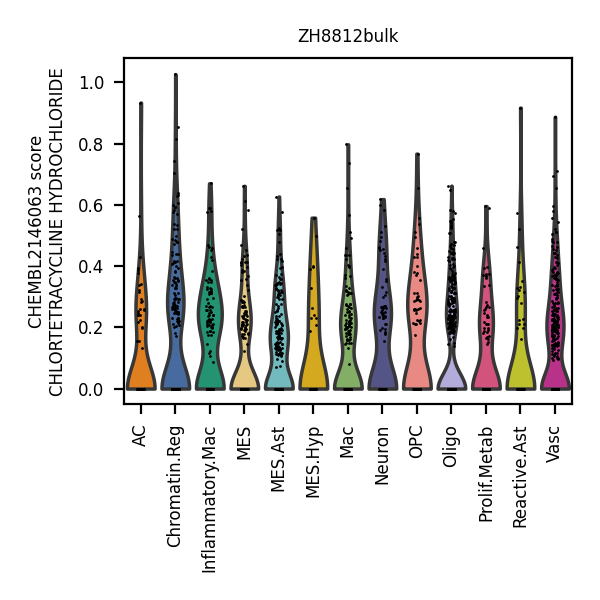 ZH8812bulk
CHEMBL2146063 score
CHLORTETRACYCLINE HYDROCHLORIDE
1.0
0.8
0.6
0.4
0.2
0.0
AC
Chromatin.Reg
Inflammatory.Mac
MES
MES.Ast
MES.Hyp
Mac
Neuron
OPC
Oligo
Prolif.Metab
Reactive.Ast
Vasc